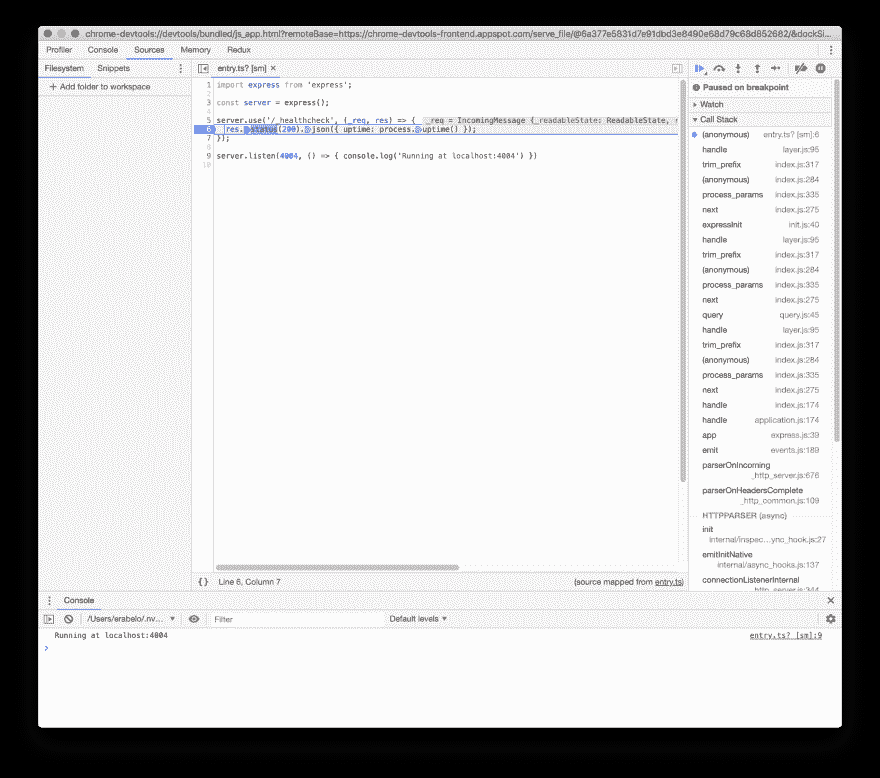 chrome-devtools://devtools/bundled/js_app.html?remoteBase=https://chrome-devtools-frontend.appspot.com/serve_file/@6a377e5831d7e91dbd3e8490e68d79c68d852682/&dockSi...
Profiler Console Sources Memory Redux
Filesystem Snippets
entry.ts? [sm] ×
+ Add folder to workspace
1 import express from 'express';
2
3 const server = express();
4
5 server.use('/_healthcheck', (_req, res) => { _req = IncomingMessage {_readableState: ReadableState,
6 res.status(200).json({ uptime: process.uptime() });
7 });
8
9 server.listen(4004, () => { console.log('Running at localhost:4004') })
10
{} Line 6, Column 7
(source mapped from entry.ts)
Paused on breakpoint
Watch
Call Stack
(anonymous) entry.ts? [sm]:6
handle layer.js:95
trim_prefix index.js:317
(anonymous) index.js:284
process_params index.js:335
next index.js:275
expressInit init.js:40
handle layer.js:95
trim_prefix index.js:317
(anonymous) index.js:284
process_params index.js:335
next index.js:275
query query.js:45
handle layer.js:95
trim_prefix index.js:317
(anonymous) index.js:284
process_params index.js:335
next index.js:275
handle index.js:174
handle application.js:174
app express.js:39
emit events.js:189
parserOnIncoming
_http_server.js:676
parserOnHeadersComplete
_http_common.js:109
HTTPPARSER (async)
init
internal/inspec...ync_hook.js:27
emitInitNative
internal/async_hooks.js:137
connectionListenerInternal
_http_server.js:344
Console
/Users/erabelo/.nv... Filter Default levels
Running at localhost:4004 entry.ts? [sm]:9
>